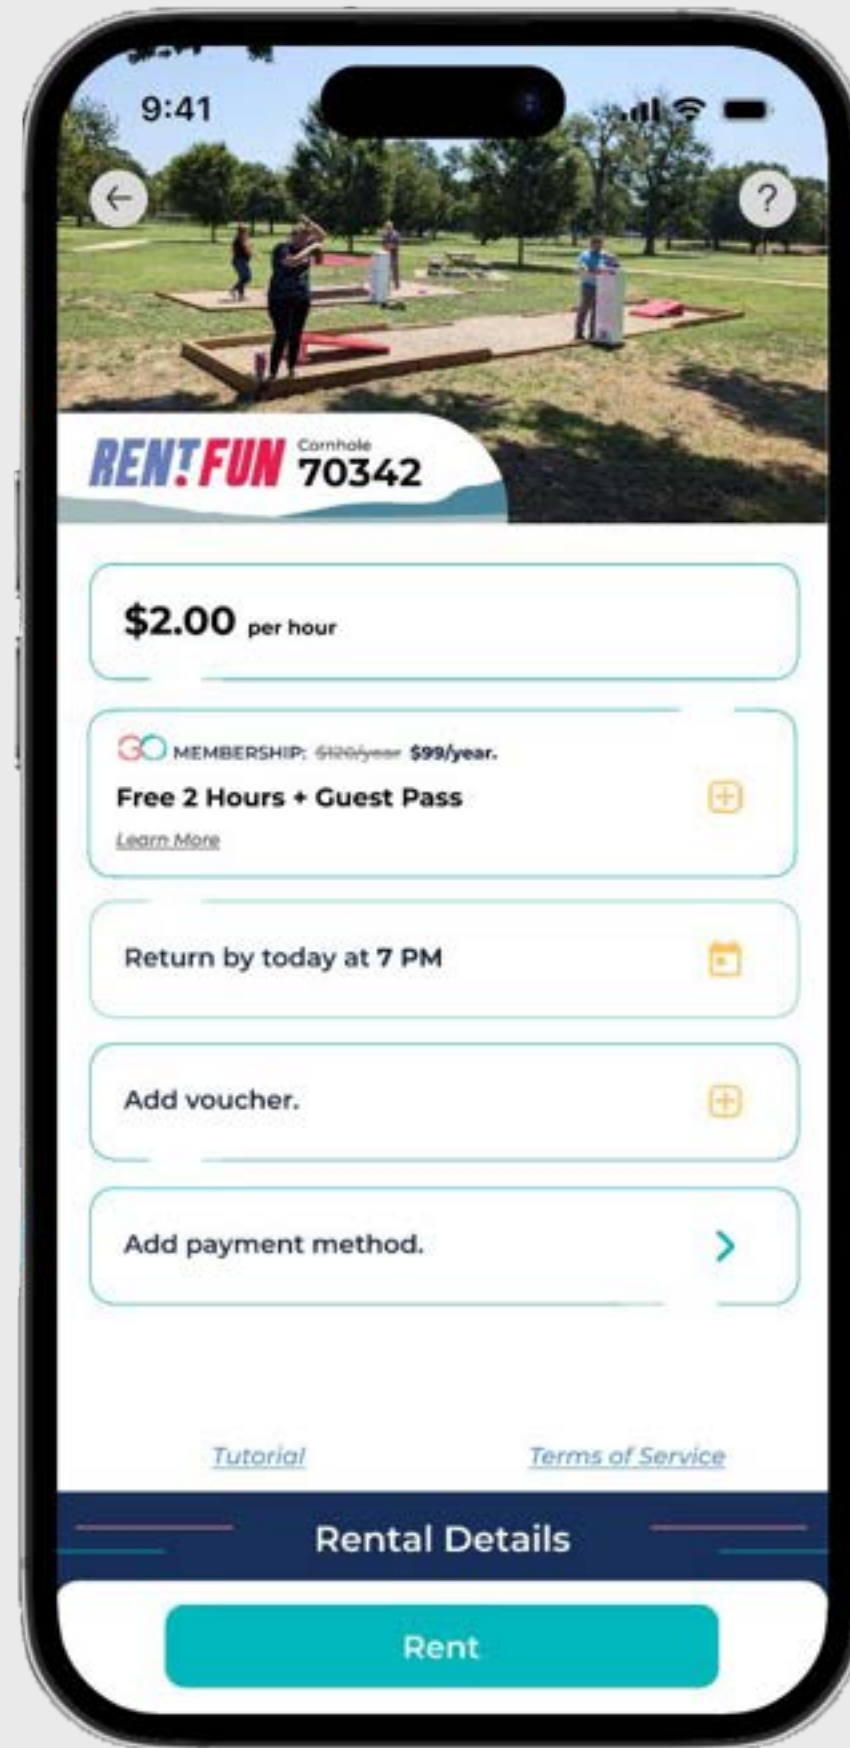 9:41
?
RENT.FUN Cornhole
70342
$2.00 per hour
GO MEMBERSHIP: $120/year $99/year.
Free 2 Hours + Guest Pass
Learn More
Return by today at 7 PM
Add voucher.
Add payment method.
Tutorial Terms of Service
Rental Details
Rent